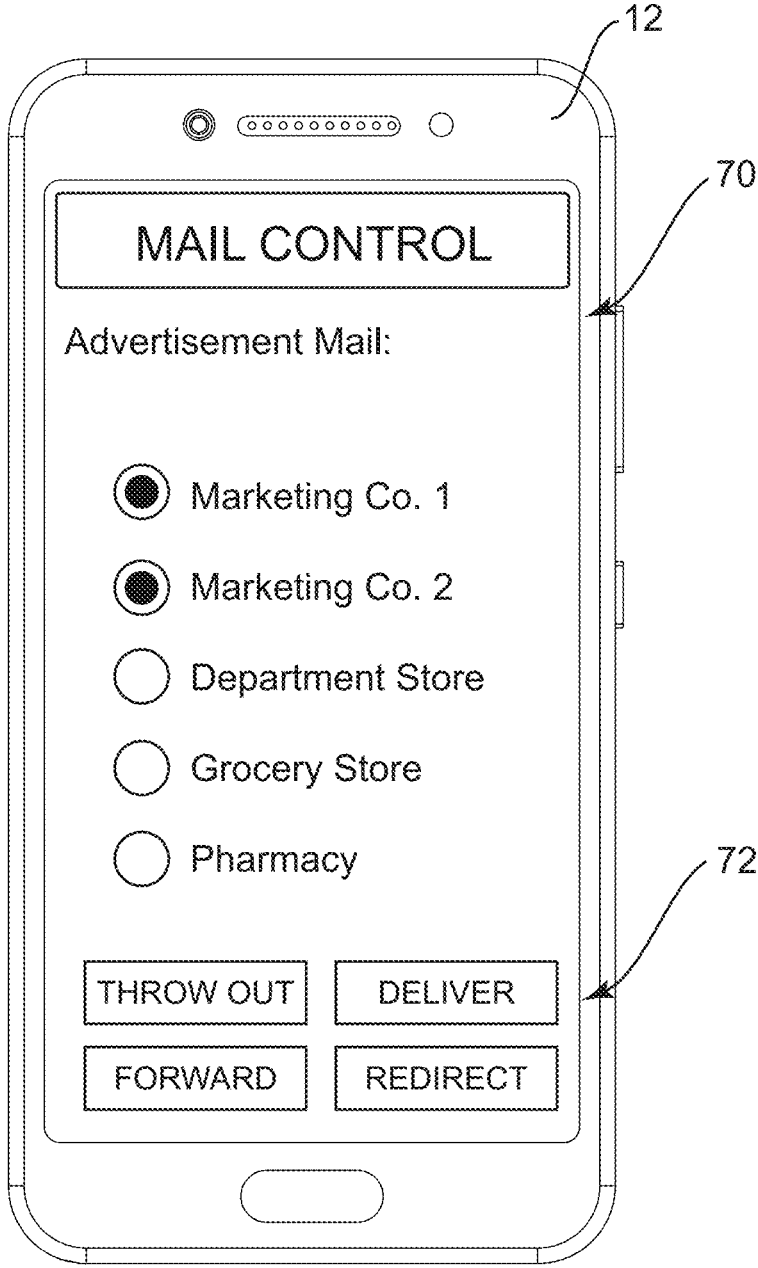 12
70
MAIL CONTROL
Advertisement Mail:
Marketing Co. 1
Marketing Co. 2
Department Store
Grocery Store
Pharmacy
72
THROW OUT
DELIVER
FORWARD
REDIRECT